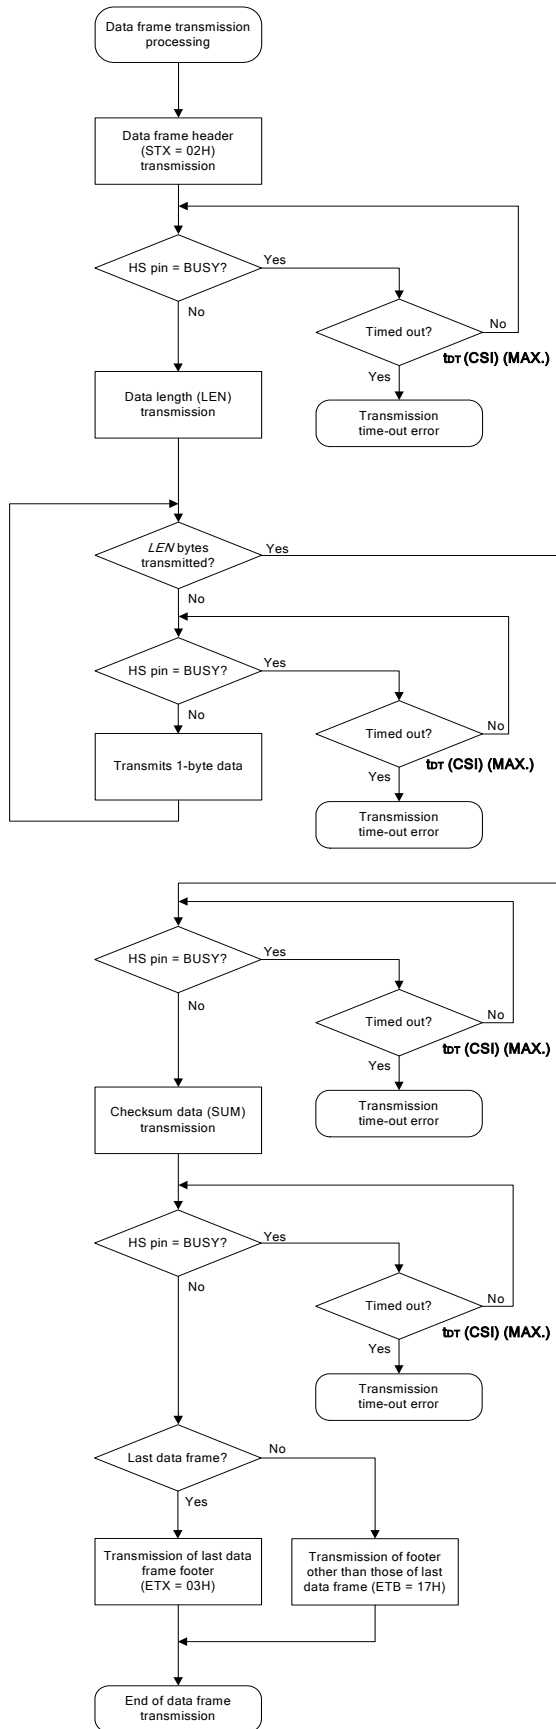 Data frame transmission
processing
Data frame header
(STX = 02H)
transmission
HS pin = BUSY?
Yes
No
Timed out?
No
tDT (CSI) (MAX.)
Yes
Data length (LEN)
transmission
Transmission
time-out error
LEN bytes
transmitted?
Yes
No
HS pin = BUSY?
Yes
No
Timed out?
No
tDT (CSI) (MAX.)
Yes
Transmits 1-byte data
Transmission
time-out error
HS pin = BUSY?
Yes
No
Timed out?
No
tDT (CSI) (MAX.)
Yes
Checksum data (SUM)
transmission
Transmission
time-out error
HS pin = BUSY?
Yes
No
Timed out?
No
tDT (CSI) (MAX.)
Yes
Transmission
time-out error
Last data frame?
No
Yes
Transmission of last data
frame footer
(ETX = 03H)
Transmission of footer
other than those of last
data frame (ETB = 17H)
End of data frame
transmission